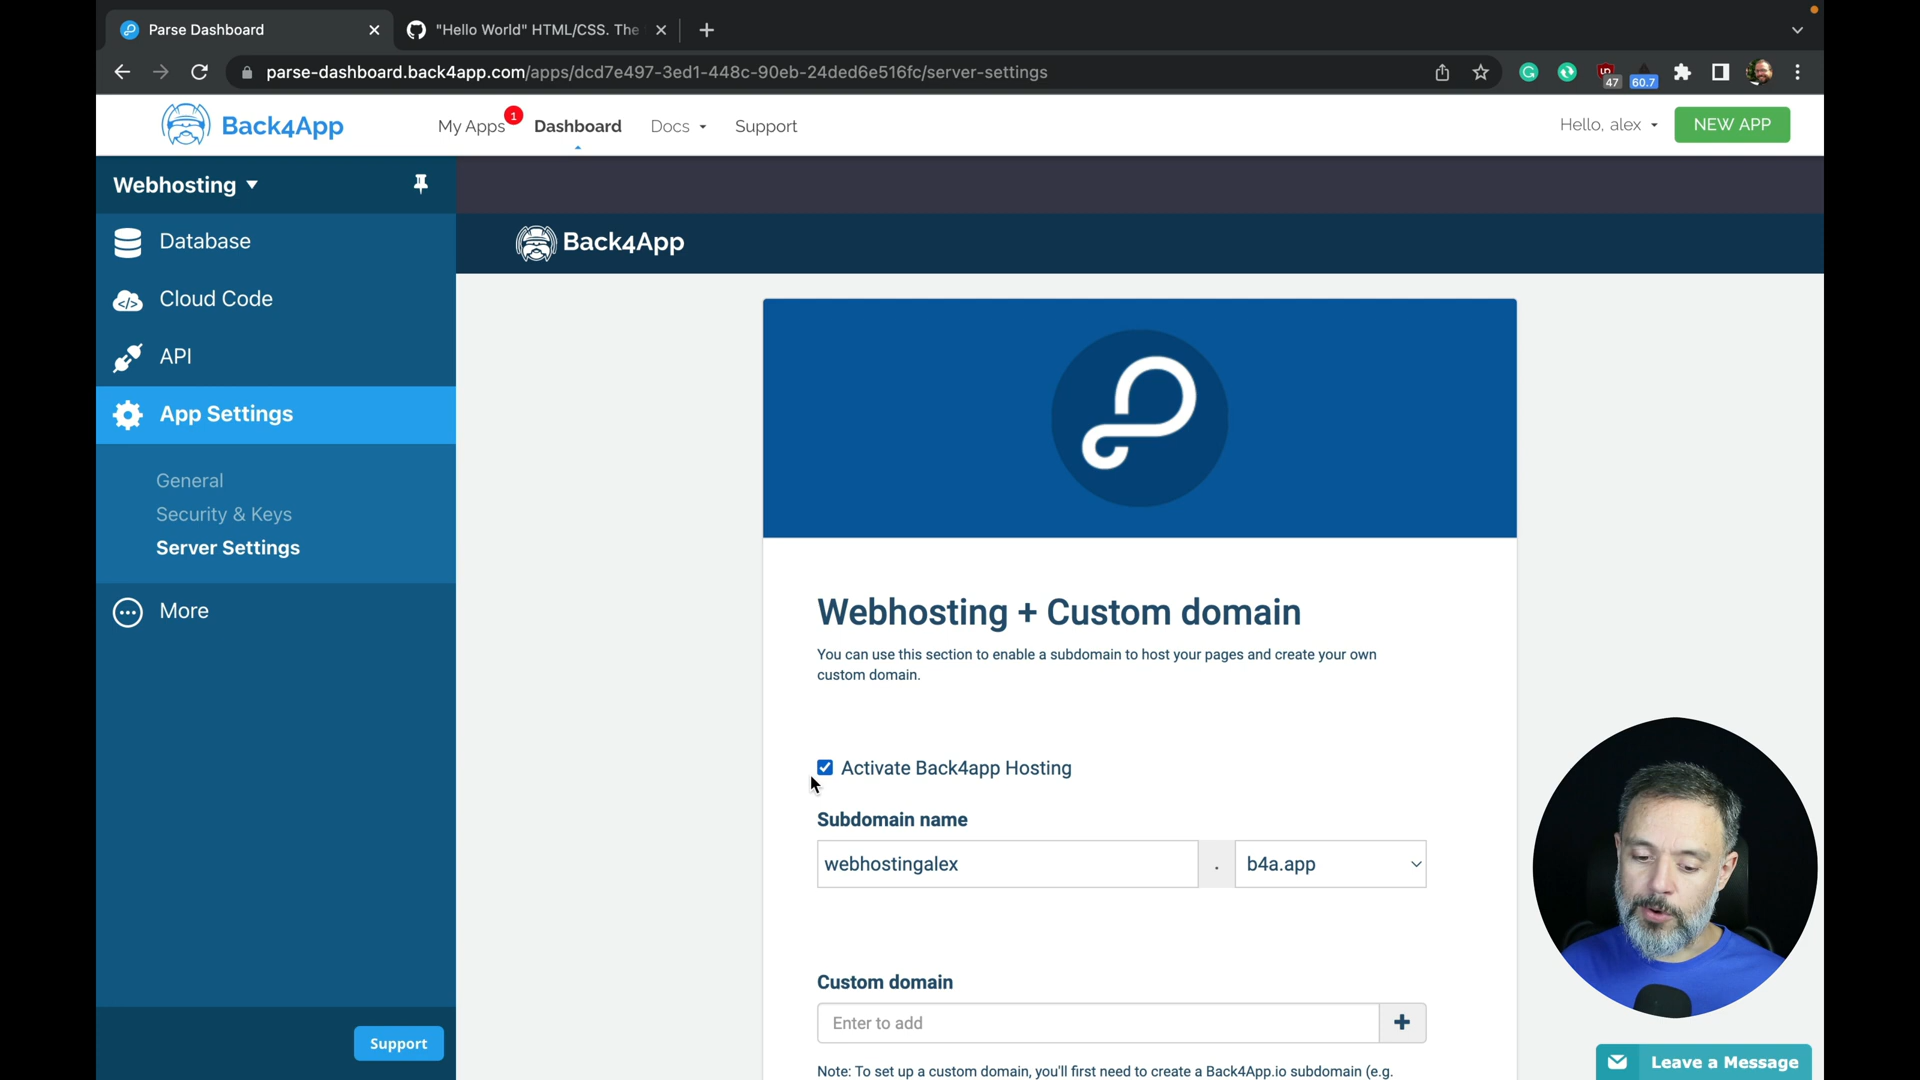 Parse Dashboard
"Hello World" HTML/CSS. The
parse-dashboard.back4app.com/apps/dcd7e497-3ed1-448c-90eb-24ded6e516fc/server-settings
47
60.7
Back4App
My Apps
1
Dashboard
Docs
Support
Hello, alex
NEW APP
Webhosting
Back4App
Database
Cloud Code
API
App Settings
General
Security & Keys
Server Settings
More
Support
Webhosting + Custom domain
You can use this section to enable a subdomain to host your pages and create your own
custom domain.
Activate Back4app Hosting
Subdomain name
webhostingalex . b4a.app
Custom domain
Enter to add
Note: To set up a custom domain, you'll first need to create a Back4App.io subdomain (e.g.
Leave a Message